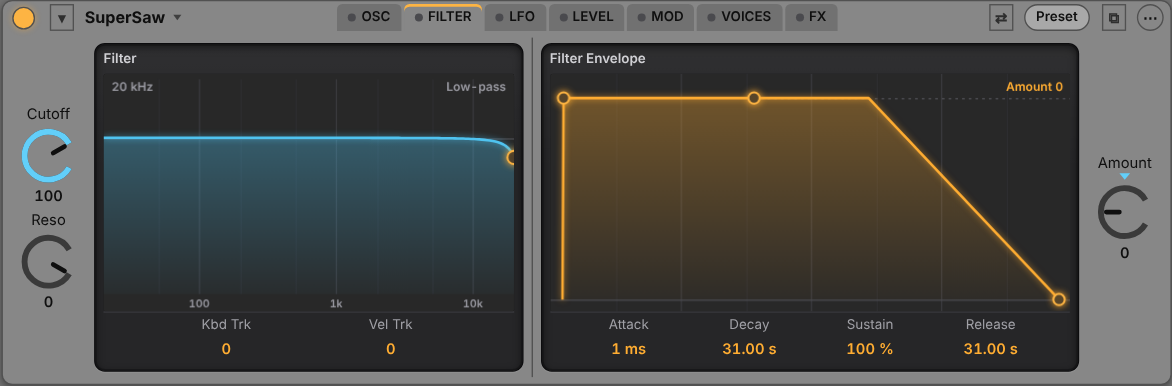 SuperSaw
OSC FILTER LFO LEVEL MOD VOICES FX
Preset
Cutoff
100
Reso
0
Filter
20 kHz Low-pass
100 1k 10k
Kbd Trk Vel Trk
0 0
Filter Envelope
Amount 0
Attack Decay Sustain Release
1 ms 31.00 s 100 % 31.00 s
Amount
0